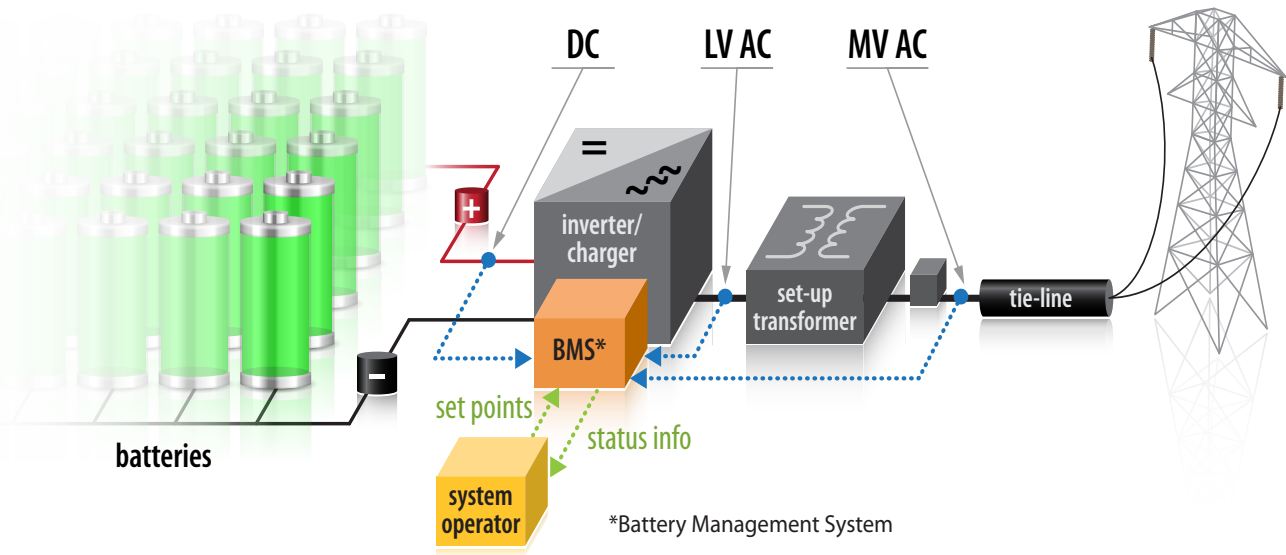 DC
LV AC
MV AC
=
~~~
+
inverter/
charger
set-up
transformer
tie-line
BMS*
-
set points
status info
batteries
system
operator
*Battery Management System